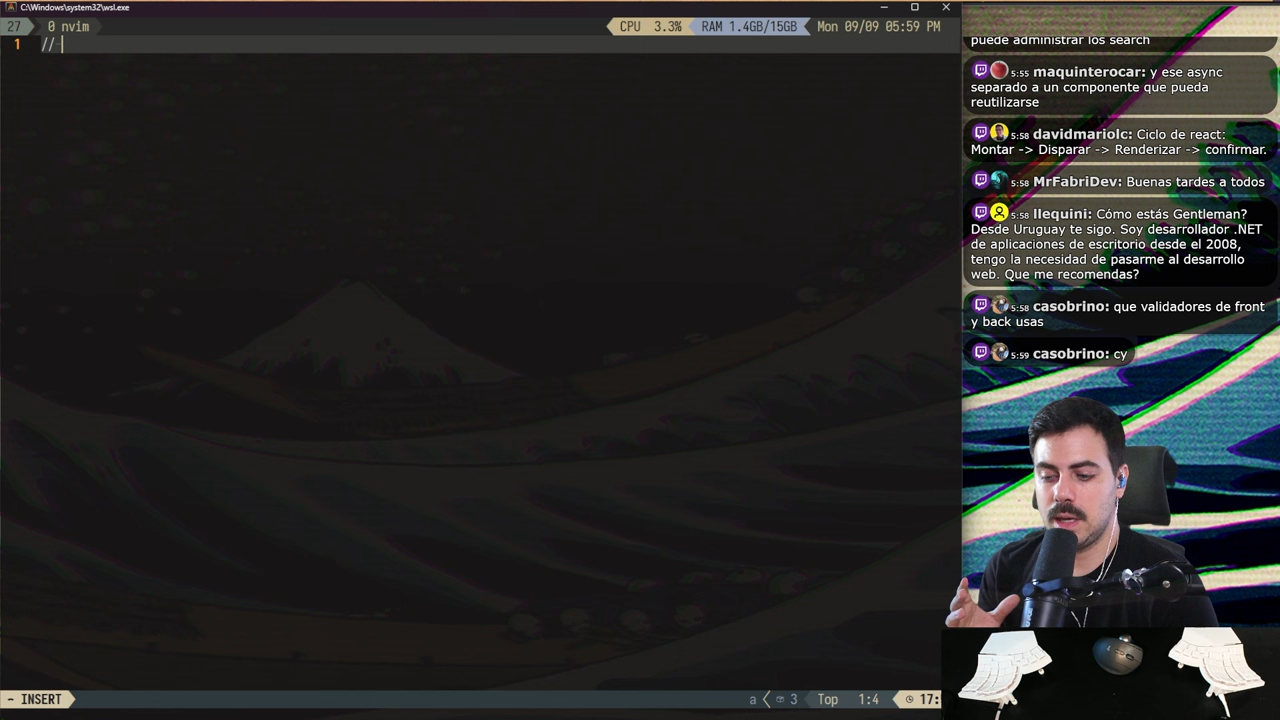 C:\Windows\system32\wsl.exe
27 0 nvim CPU 3.3% RAM 1.4GB/15GB Mon 09/09 05:59 PM
1 //
~ INSERT a 3 Top 1:4 17:
puede administrar los search
5:55 maquinterocar: y ese async
separado a un componente que pueda
reutilizarse
5:58 davidmariolc: Ciclo de react:
Montar -> Disparar -> Renderizar -> confirmar.
5:58 MrFabriDev: Buenas tardes a todos
5:58 llequini: Cómo estás Gentleman?
Desde Uruguay te sigo. Soy desarrollador .NET
de aplicaciones de escritorio desde el 2008,
tengo la necesidad de pasarme al desarrollo
web. Que me recomendas?
5:58 casobrino: que validadores de front
y back usas
5:59 casobrino: cy